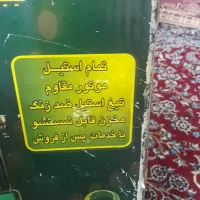 تمام استیل
موتور مقاوم
تیغ استیل ضد زنگ
مخزن قابل شستشو
با خدمات پس از فروش